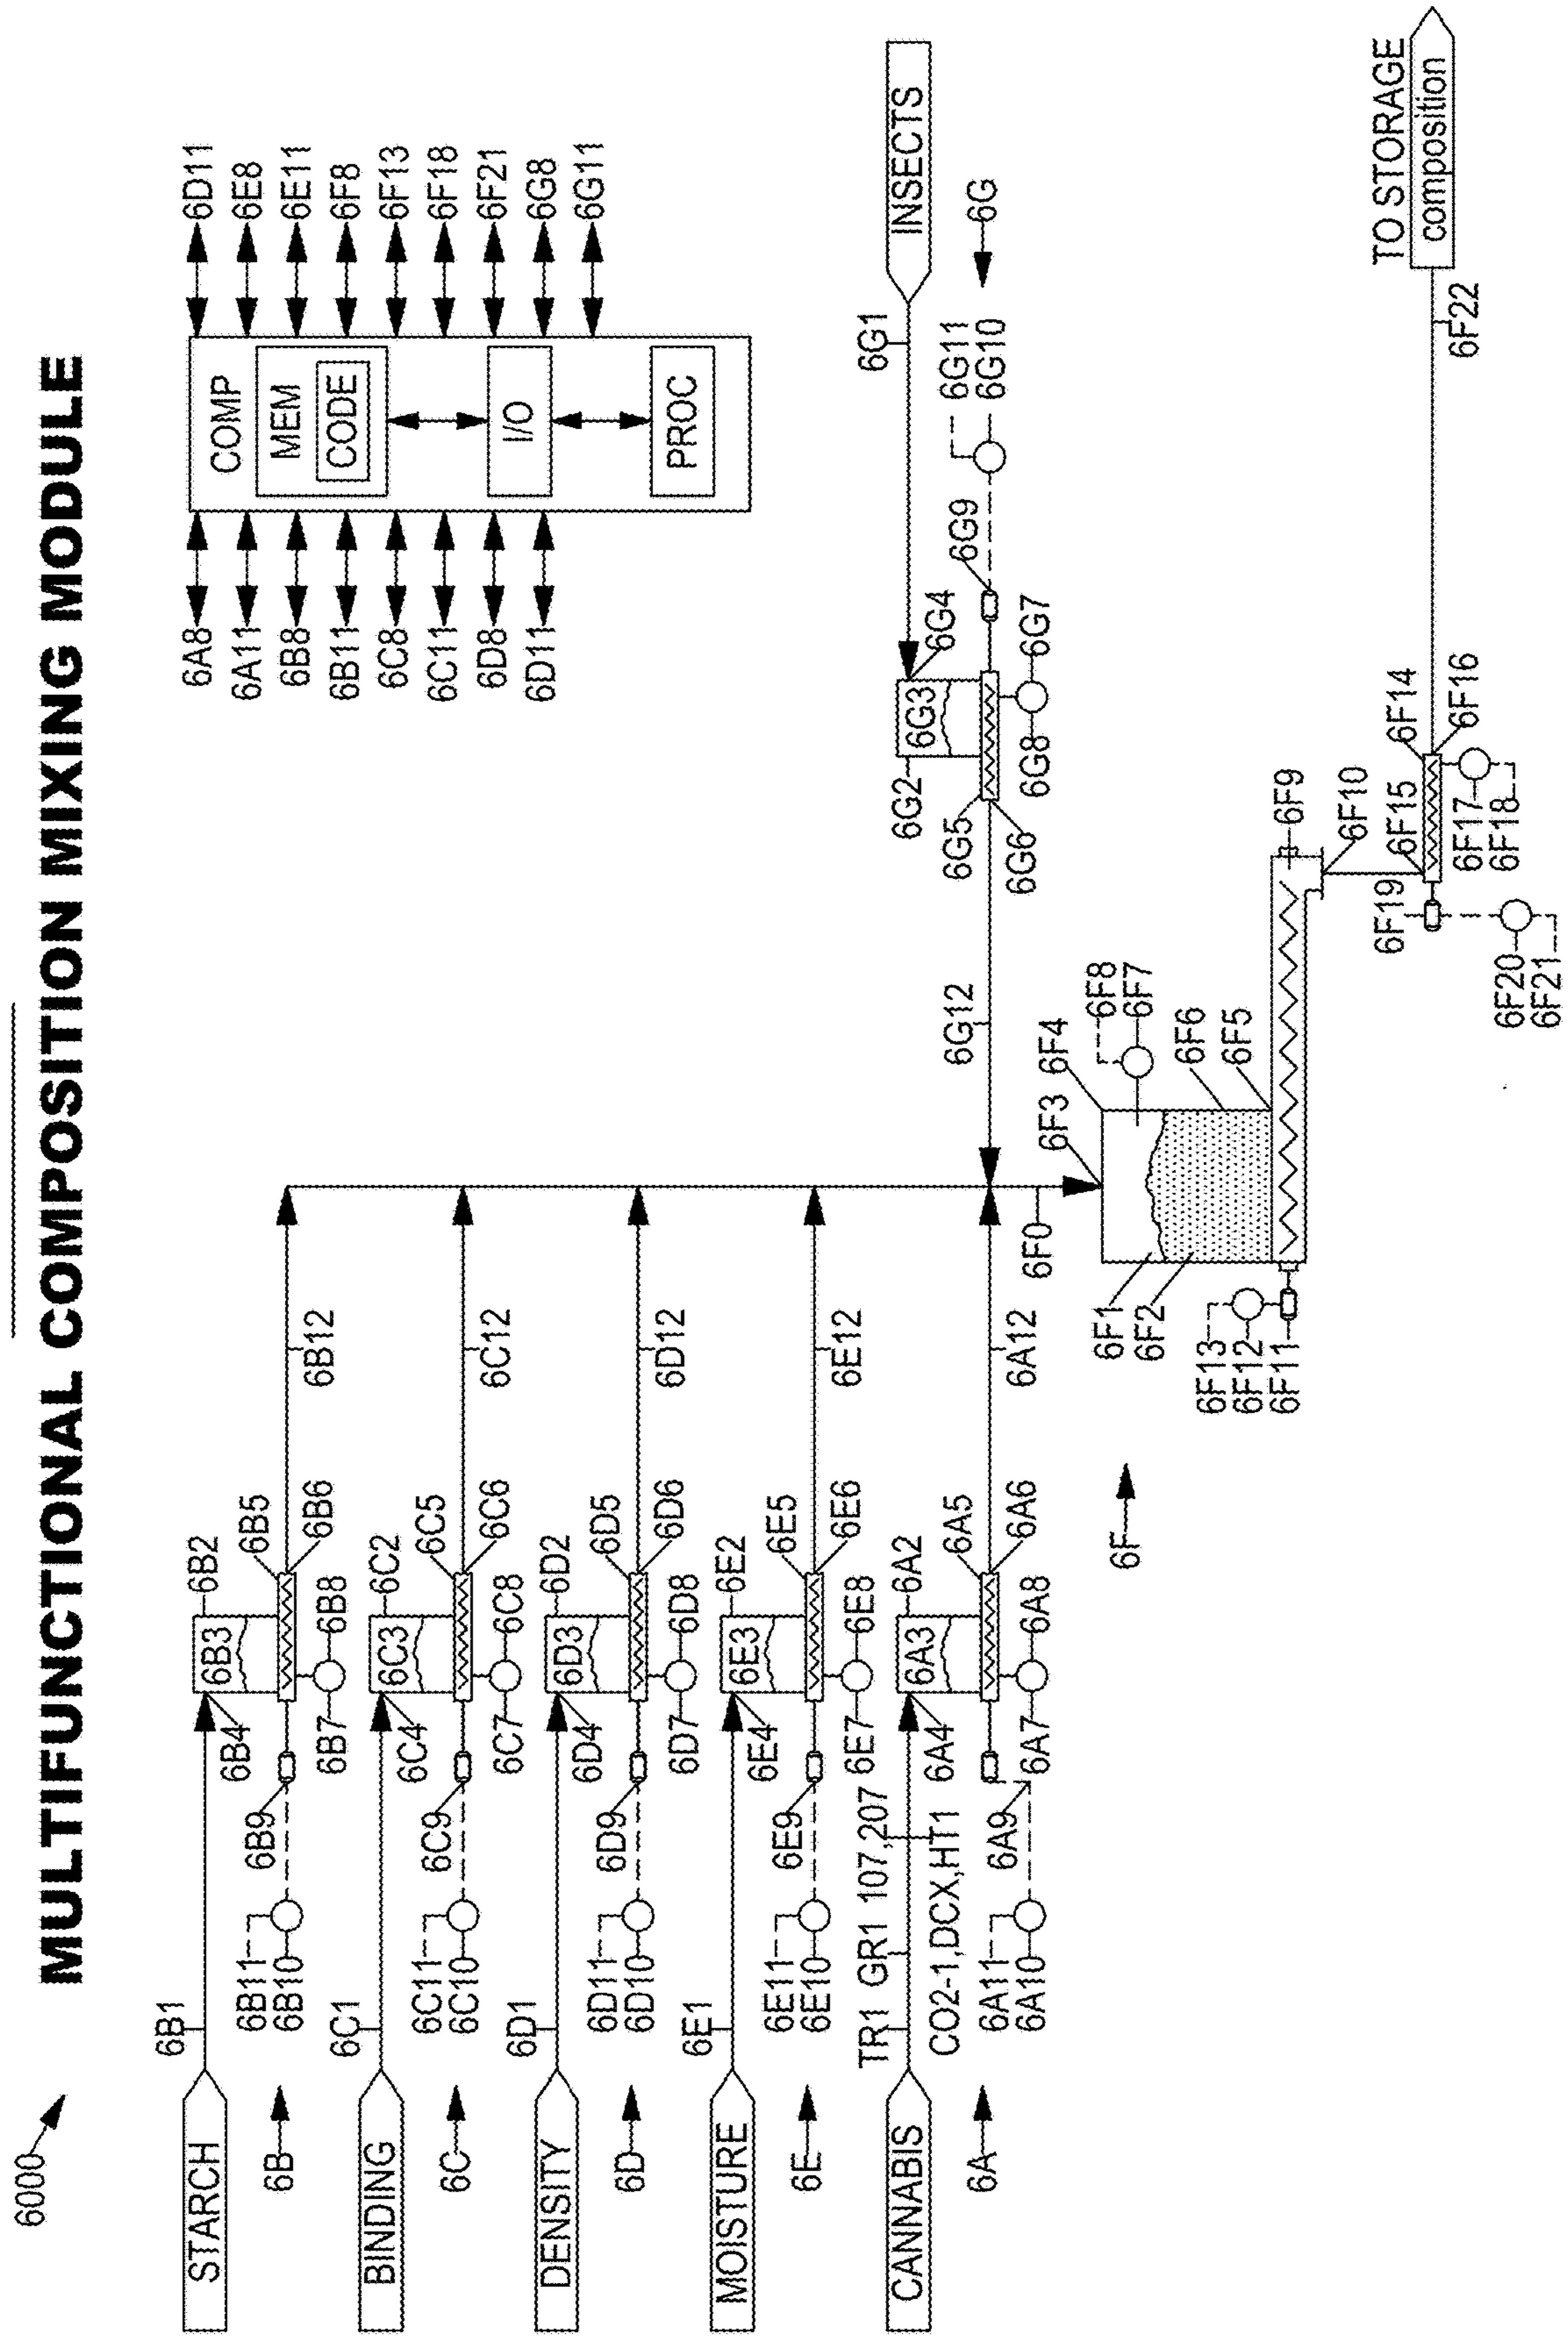 6000
MULTIFUNCTIONAL COMPOSITION MIXING MODULE
STARCH
6B1
6B2
6B3
6B4
6B5
6B6
6B7
6B8
6B9
6B11
6B10
6B12
6B
BINDING
6C1
6C2
6C3
6C4
6C5
6C6
6C7
6C8
6C9
6C11
6C10
6C12
6C
DENSITY
6D1
6D2
6D3
6D4
6D5
6D6
6D7
6D8
6D9
6D11
6D10
6D12
6D
MOISTURE
6E1
6E2
6E3
6E4
6E5
6E6
6E7
6E8
6E9
6E11
6E10
6E12
6E
CANNABIS
TR1 GR1 107,207
CO2-1,DCX,HT1
6A2
6A3
6A4
6A5
6A6
6A7
6A8
6A9
6A11
6A10
6A12
6A
6A8
6A11
6B8
6B11
6C8
6C11
6D8
6D11
COMP
MEM
CODE
I/O
PROC
6D11
6E8
6E11
6F8
6F13
6F18
6F21
6G8
6G11
INSECTS
6G1
6G2
6G3
6G4
6G5
6G6
6G7
6G8
6G9
6G11
6G10
6G12
6G
6F0
6F3
6F4
6F8
6F7
6F1
6F2
6F6
6F5
6F13
6F12
6F11
6F9
6F10
6F
6F14
6F15
6F16
6F17
6F18
6F19
6F20
6F21
6F22
TO STORAGE
composition